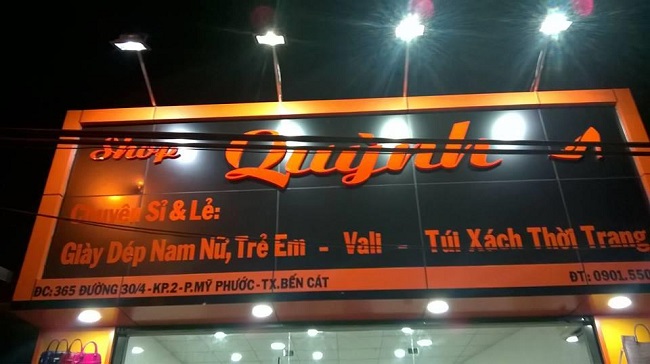 Shop Quỳnh
Chuyên Sỉ & Lẻ:
Giày Dép Nam Nữ, Trẻ Em - Vali - Túi Xách Thời Trang
ĐC: 365 ĐƯỜNG 30/4 - KP.2 - P.MỸ PHƯỚC - TX.BẾN CÁT ĐT: 0901.550